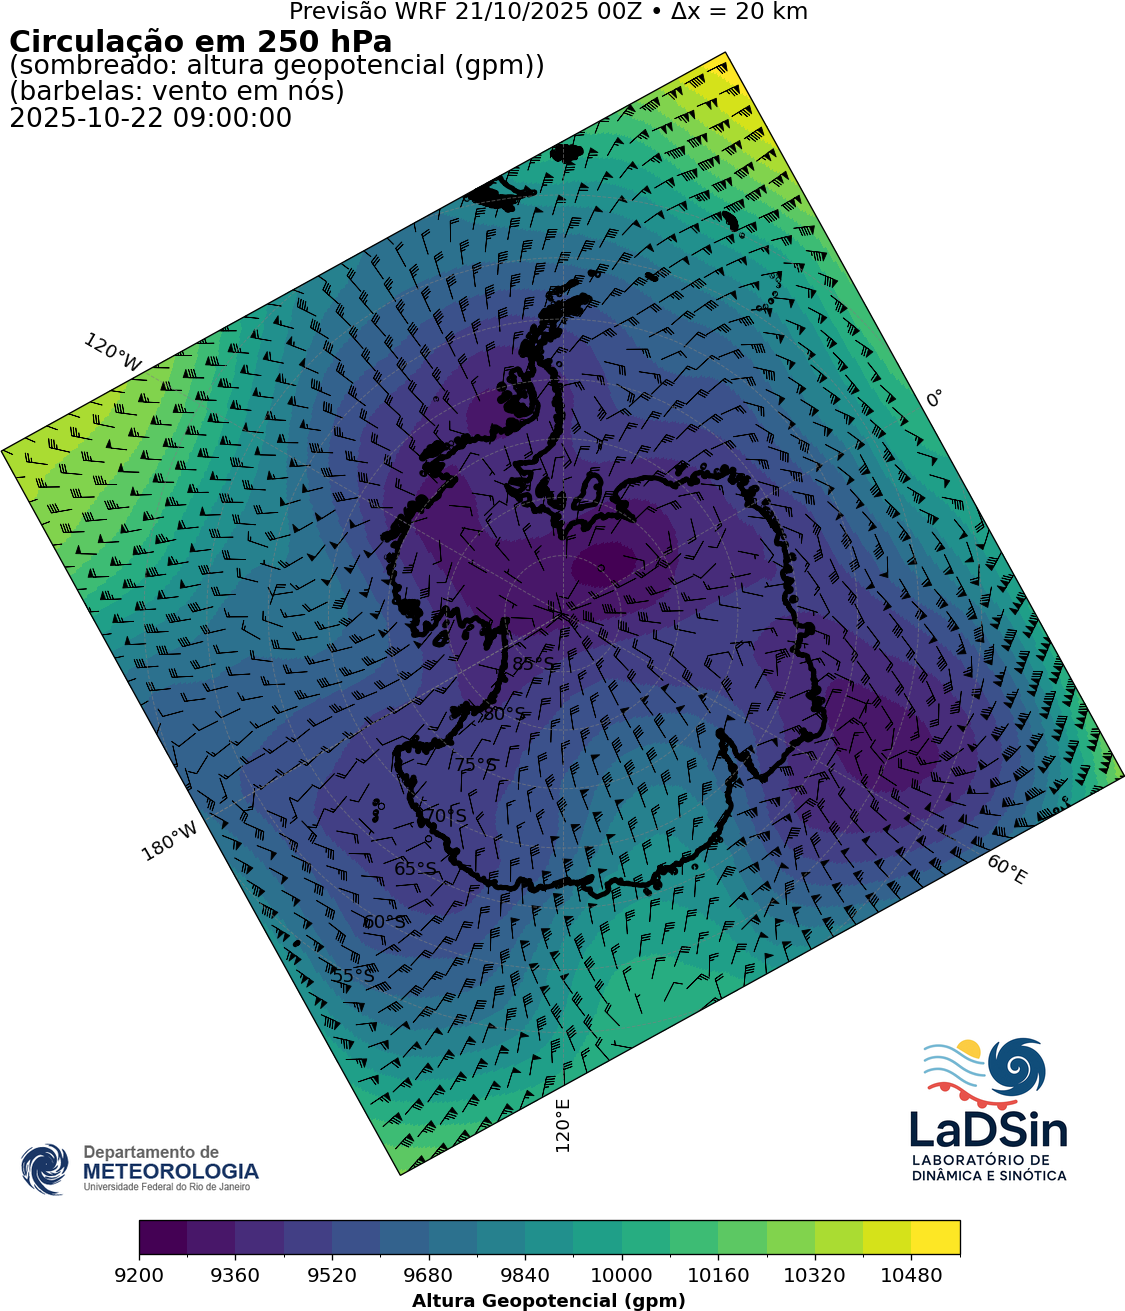 Previsão WRF 21/10/2025 00Z • Δx = 20 km
Circulação em 250 hPa
(sombreado: altura geopotencial (gpm))
(barbelas: vento em nós)
2025-10-22 09:00:00
120°W
0°
85°S
80°S
75°S
70°S
180°W
65°S
60°E
60°S
55°S
120°E
LaDSin
LABORATÓRIO DE
DINÂMICA E SINÓTICA
Departamento de
METEOROLOGIA
Universidade Federal do Rio de Janeiro
9200 9360 9520 9680 9840 10000 10160 10320 10480
Altura Geopotencial (gpm)